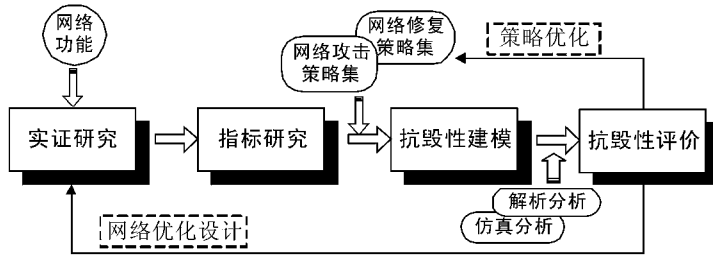 网络
功能
网络修复
策略集
网络攻击
策略集
策略优化
实证研究
指标研究
抗毁性建模
抗毁性评价
解析分析
仿真分析
网络优化设计